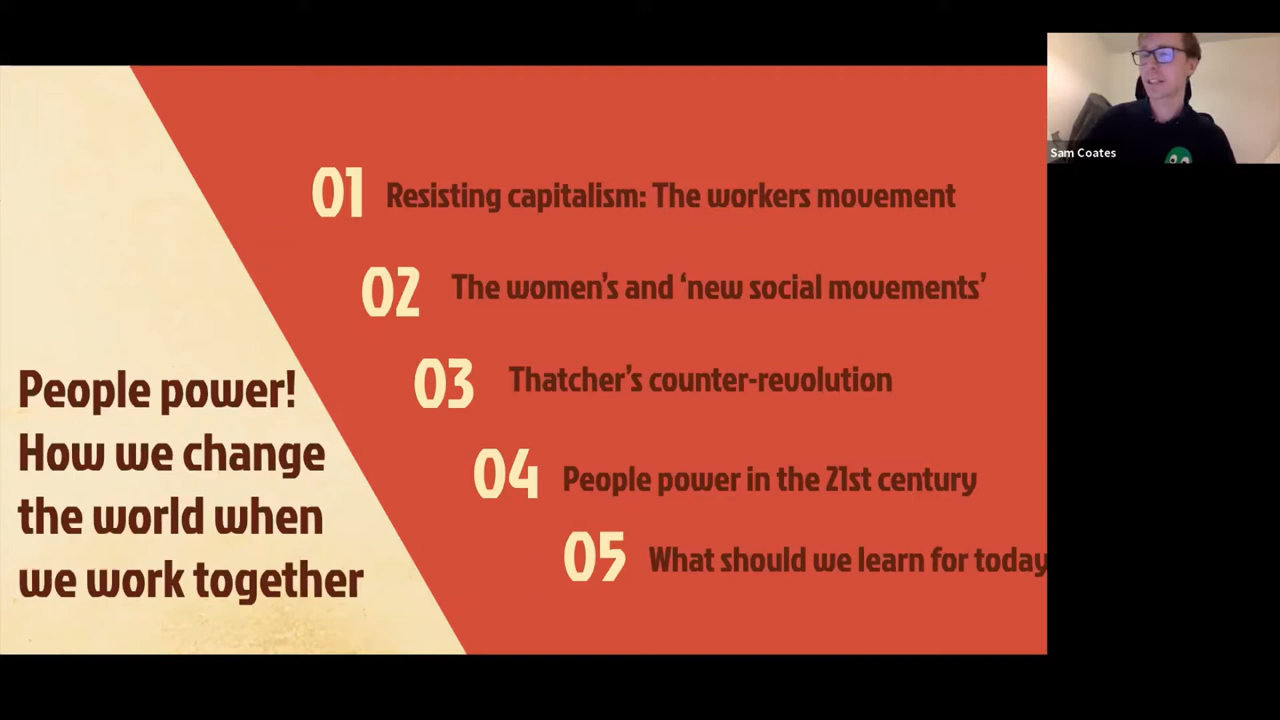 People power!
How we change
the world when
we work together
01 Resisting capitalism: The workers movement
02 The women's and ‘new social movements’
03 Thatcher's counter-revolution
04 People power in the 21st century
05 What should we learn for today
Sam Coates